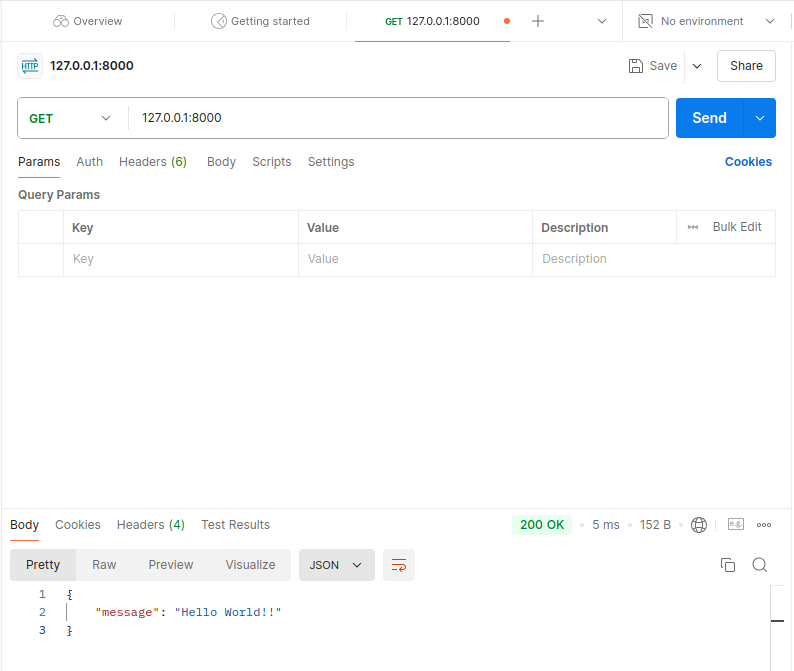 Overview
Getting started
GET 127.0.0.1:8000
No environment
HTTP 127.0.0.1:8000
Save
Share
GET
127.0.0.1:8000
Send
Params Auth Headers (6) Body Scripts Settings
Cookies
Query Params
Key Value Description Bulk Edit
Key Value Description
Body Cookies Headers (4) Test Results
200 OK • 5 ms • 152 B •
e.g.
Pretty Raw Preview Visualize
JSON
1 {
2 "message": "Hello World!!"
3 }